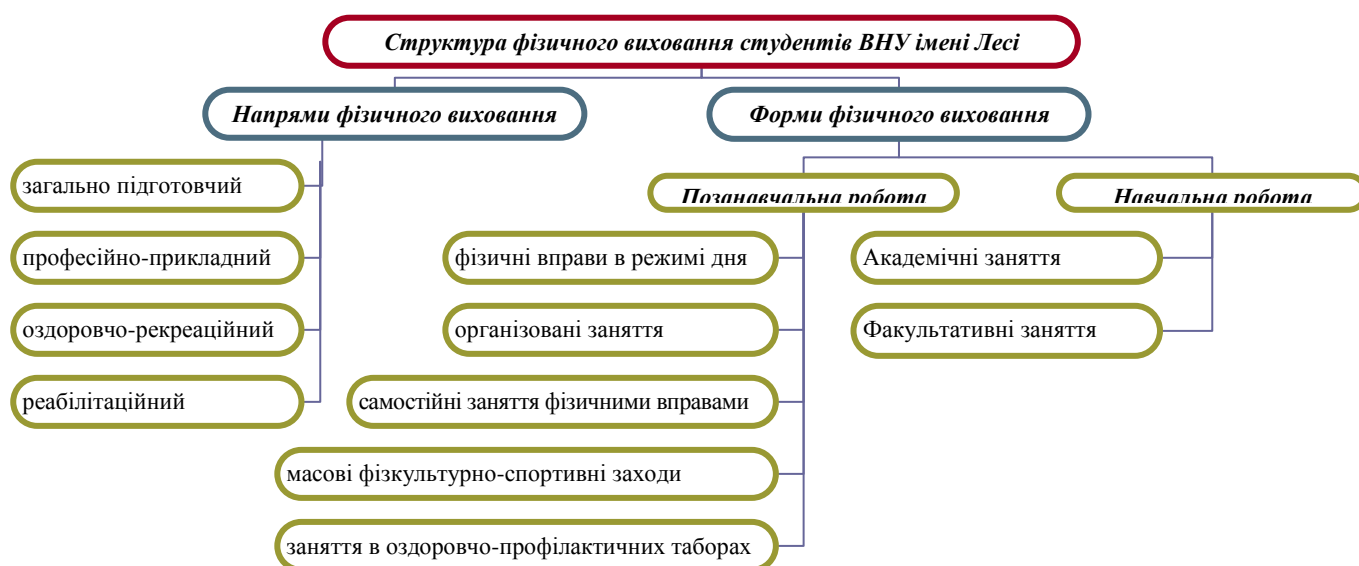 Структура фізичного виховання студентів ВНУ імені Лесі
Напрями фізичного виховання
Форми фізичного виховання
загально підготовчий
професійно-прикладний
оздоровчо-рекреаційний
реабілітаційний
Позанавчальна робота
Навчальна робота
фізичні вправи в режимі дня
організовані заняття
самостійні заняття фізичними вправами
масові фізкультурно-спортивні заходи
заняття в оздоровчо-профілактичних таборах
Академічні заняття
Факультативні заняття